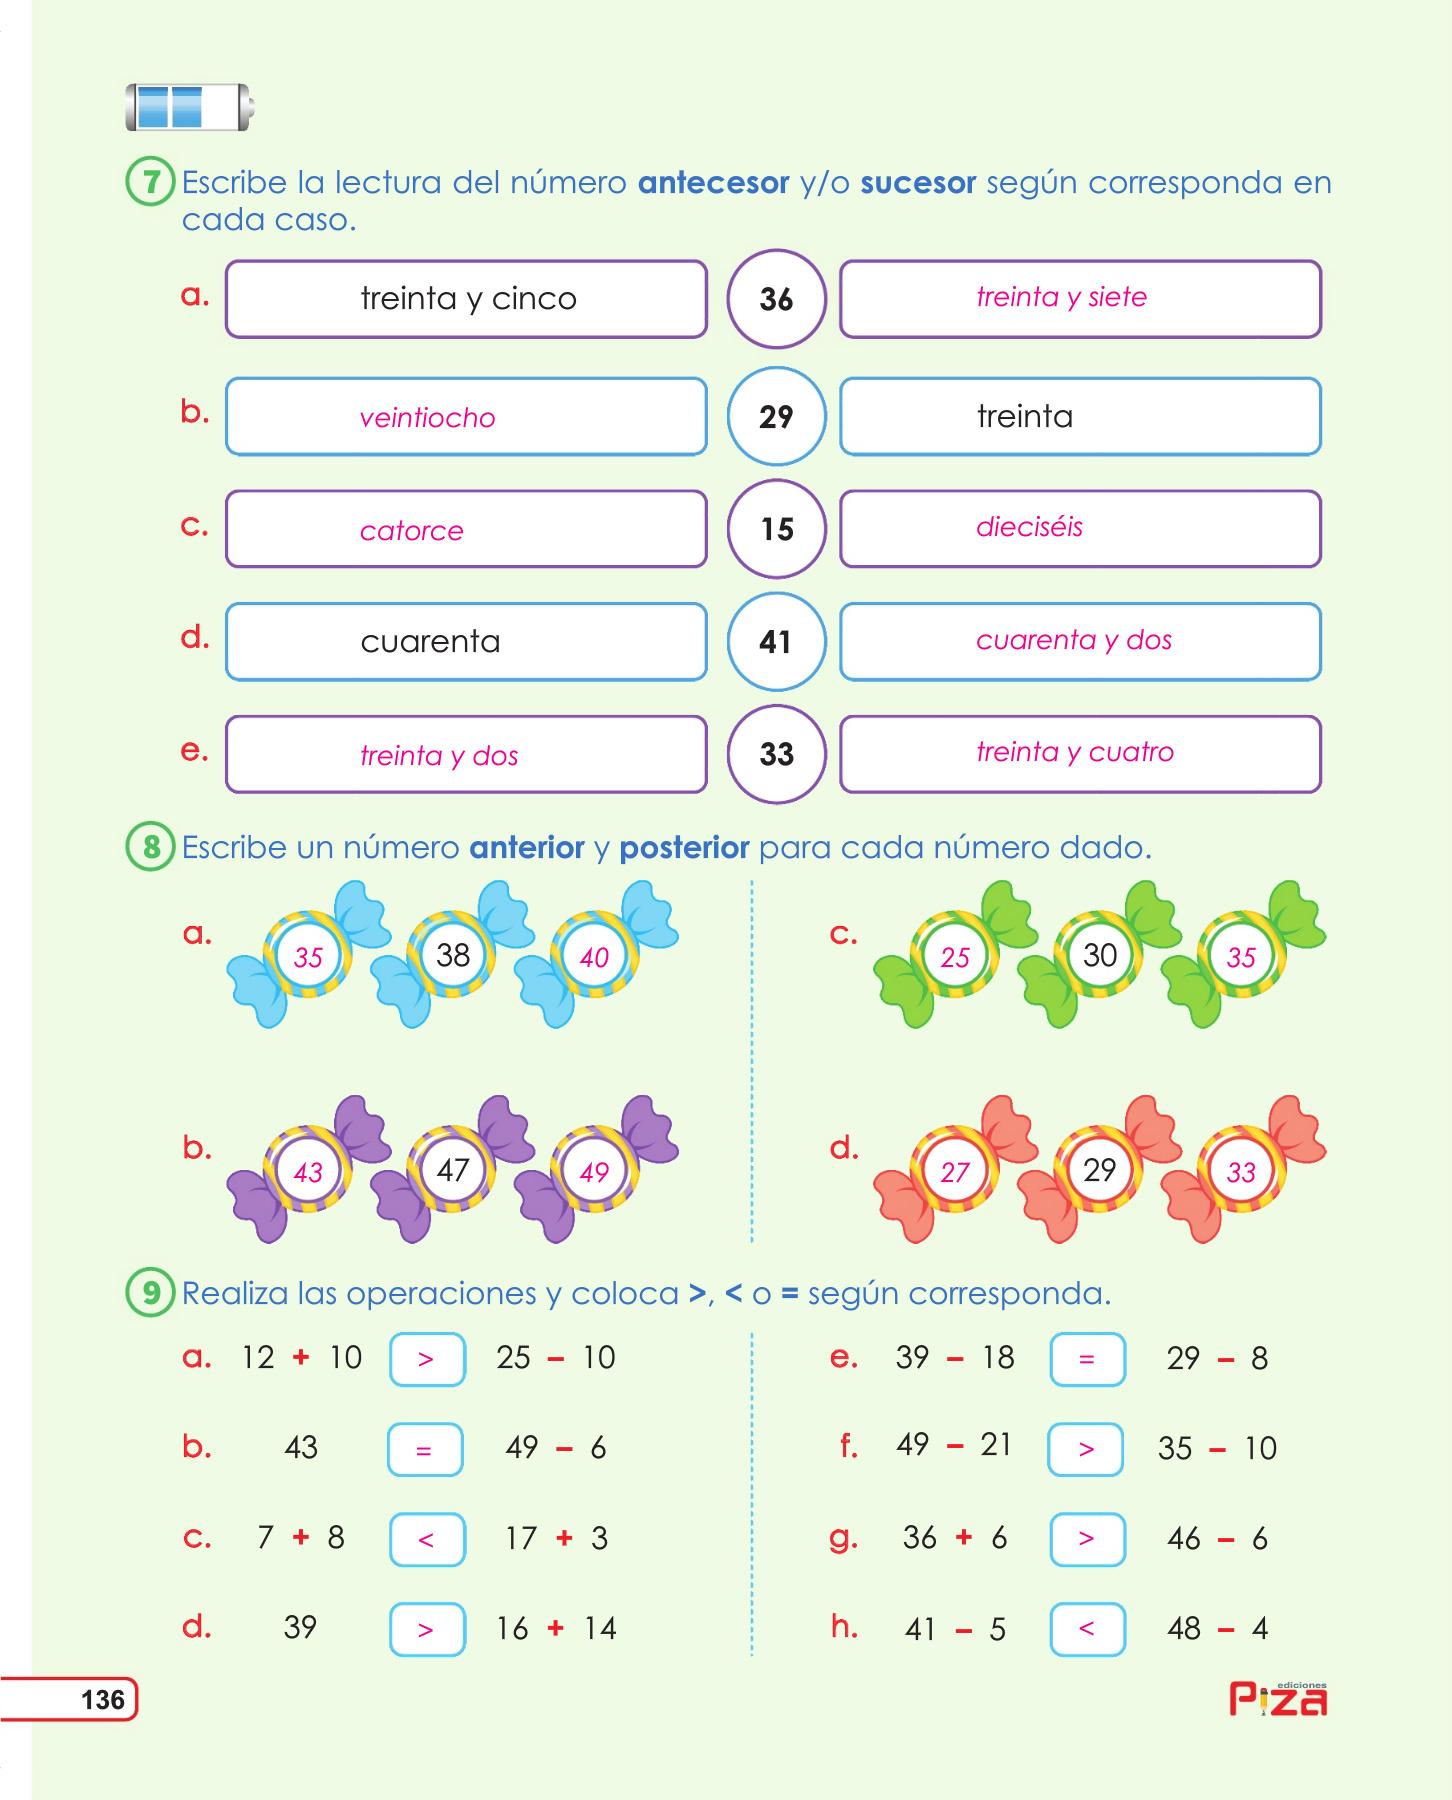 7 Escribe la lectura del número antecesor y/o sucesor según corresponda en
cada caso.
a. treinta y cinco 36 treinta y siete
b. veintiocho 29 treinta
c. catorce 15 dieciséis
d. cuarenta 41 cuarenta y dos
e. treinta y dos 33 treinta y cuatro
8 Escribe un número anterior y posterior para cada número dado.
a. 35 38 40
c. 25 30 35
b. 43 47 49
d. 27 29 33
9 Realiza las operaciones y coloca >, < o = según corresponda.
a. 12 + 10 > 25 – 10
e. 39 – 18 = 29 – 8
b. 43 = 49 – 6
f. 49 – 21 > 35 – 10
c. 7 + 8 < 17 + 3
g. 36 + 6 > 46 – 6
d. 39 > 16 + 14
h. 41 – 5 < 48 – 4
136
ediciones
Piza